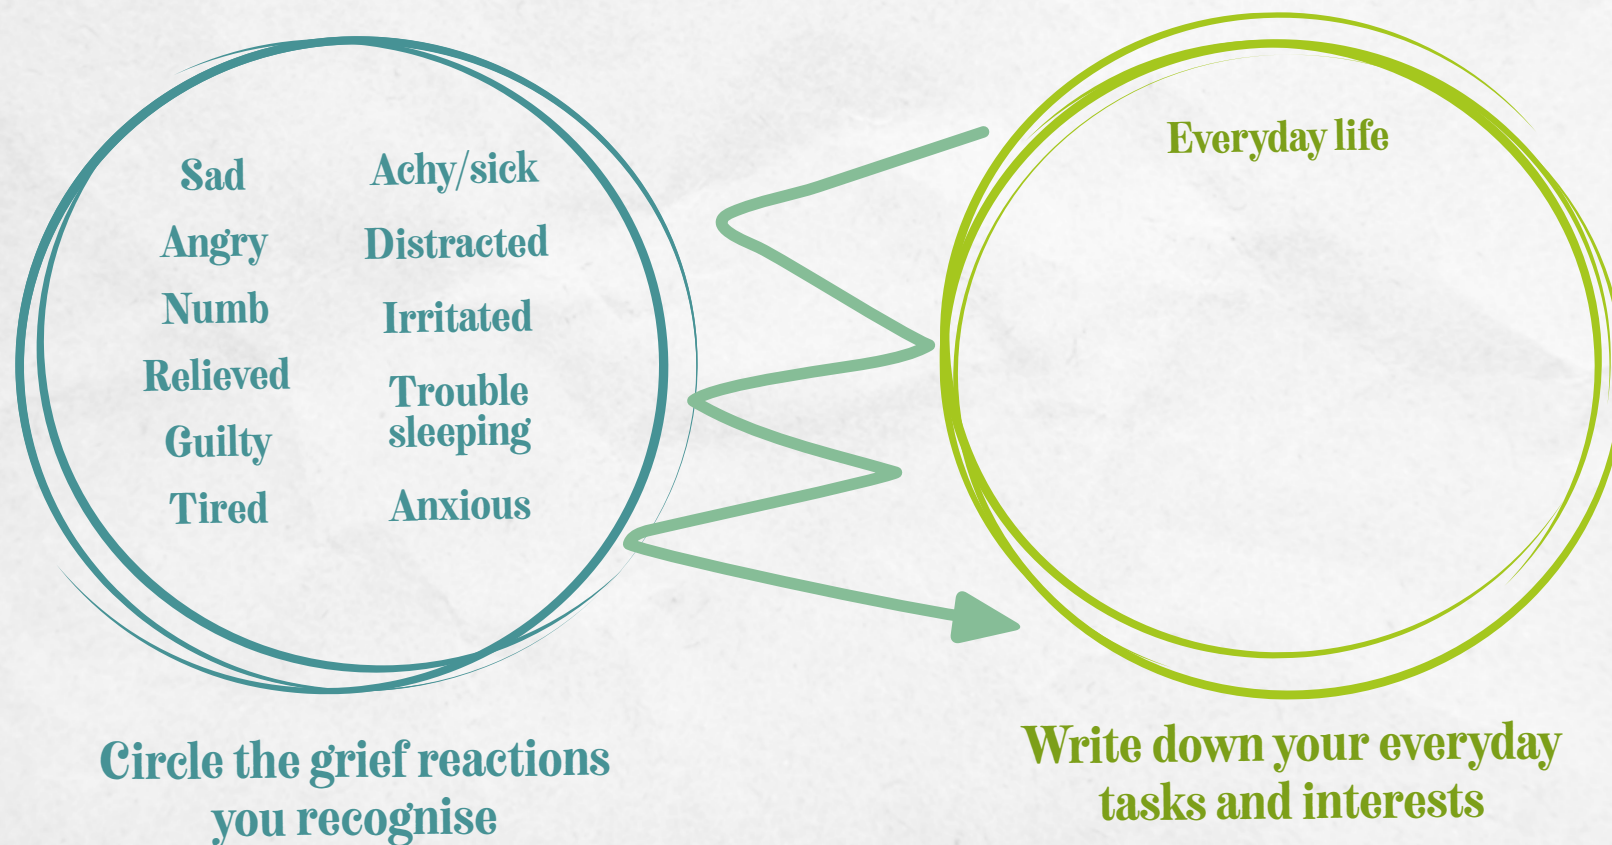 Sad
Angry
Numb
Relieved
Guilty
Tired
Achy/sick
Distracted
Irritated
Trouble
sleeping
Anxious
Circle the grief reactions
you recognise
Everyday life
Write down your everyday
tasks and interests